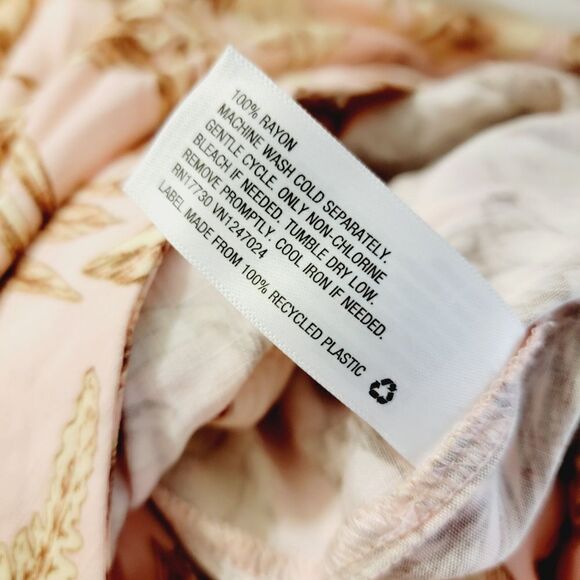 100% RAYON
MACHINE WASH COLD SEPARATELY.
GENTLE CYCLE. ONLY NON-CHLORINE
BLEACH IF NEEDED. TUMBLE DRY LOW.
REMOVE PROMPTLY. COOL IRON IF NEEDED.
RN17730 VN1247024
LABEL MADE FROM 100% RECYCLED PLASTIC